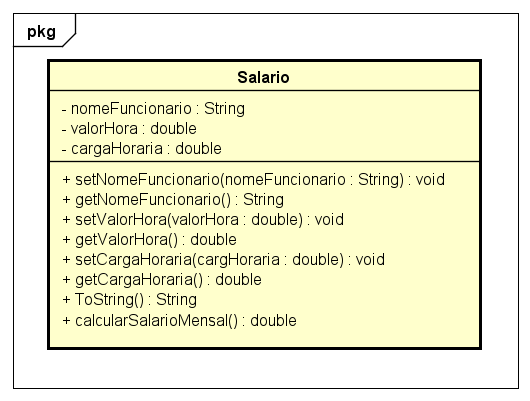 pkg
Salario
- nomeFuncionario : String
- valorHora : double
- cargaHoraria : double
+ setNomeFuncionario(nomeFuncionario : String) : void
+ getNomeFuncionario() : String
+ setValorHora(valorHora : double) : void
+ getValorHora() : double
+ setCargaHoraria(cargHoraria : double) : void
+ getCargaHoraria() : double
+ ToString() : String
+ calcularSalarioMensal() : double